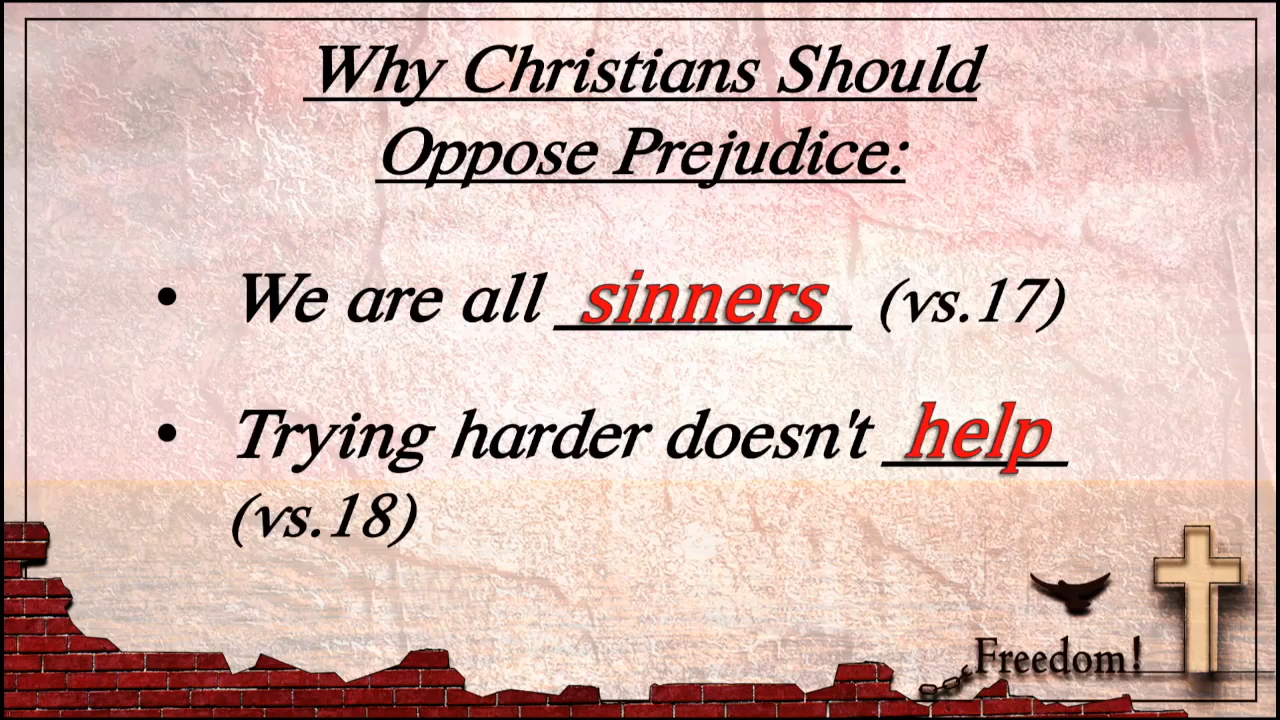 Why Christians Should
Oppose Prejudice:
• We are all sinners (vs.17)
• Trying harder doesn't help
(vs.18)
Freedom!